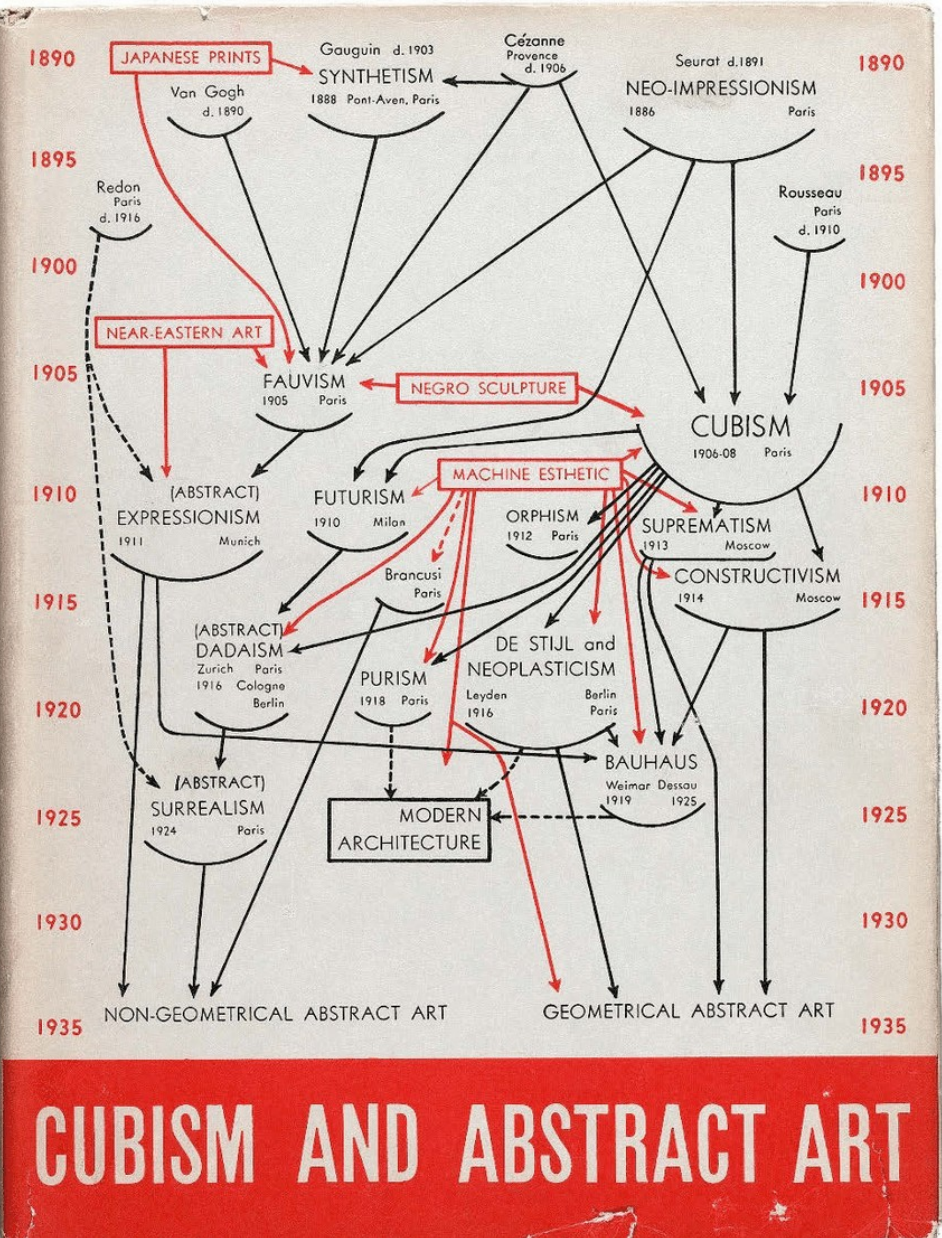 1890
JAPANESE PRINTS
Gauguin d. 1903
SYNTHETISM
1888 Pont-Aven, Paris
Cézanne
Provence
d. 1906
Seurat d. 1891
NEO-IMPRESSIONISM
1886 Paris
1890
Van Gogh
d. 1890
1895
1895
Redon
Paris
d. 1916
Rousseau
Paris
d. 1910
1900
1900
NEAR-EASTERN ART
1905
FAUVISM
1905 Paris
NEGRO SCULPTURE
1905
CUBISM
1906-08 Paris
MACHINE ESTHETIC
1910
(ABSTRACT)
EXPRESSIONISM
1911 Munich
FUTURISM
1910 Milan
ORPHISM
1912 Paris
SUPREMATISM
1913 Moscow
1910
Brancusi
Paris
CONSTRUCTIVISM
1914 Moscow
1915
1915
(ABSTRACT)
DADAISM
Zurich Paris
1916 Cologne
Berlin
PURISM
1918 Paris
DE STIJL and
NEOPLASTICISM
Leyden Berlin
1916 Paris
1920
1920
BAUHAUS
Weimar Dessau
1919 1925
(ABSTRACT)
SURREALISM
1924 Paris
MODERN
ARCHITECTURE
1925
1925
1930
1930
NON-GEOMETRICAL ABSTRACT ART
GEOMETRICAL ABSTRACT ART
1935
1935
CUBISM AND ABSTRACT ART